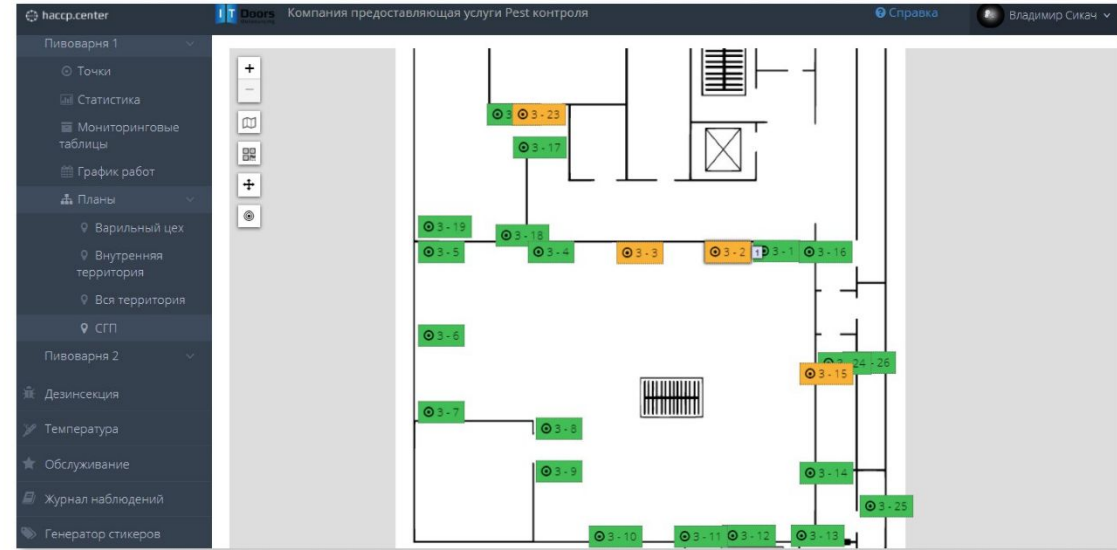 haccp.center
IT Doors
Компания предоставляющая услуги Pest контроля
Справка
Владимир Сикач
Пивоварня 1
Точки
Статистика
Мониторинговые
таблицы
График работ
Планы
Варильный цех
Внутренняя
территория
Вся территория
СГП
Пивоварня 2
Дезинсекция
Температура
Обслуживание
Журнал наблюдений
Генератор стикеров
+
−
3
3 - 23
3 - 17
3 - 19
3 - 18
3 - 5
3 - 4
3 - 3
3 - 2
1
3 - 1
3 - 16
3 - 6
24
- 26
3 - 15
3 - 7
3 - 8
3 - 9
3 - 14
3 - 25
3 - 10
3 - 11
3 - 12
3 - 13